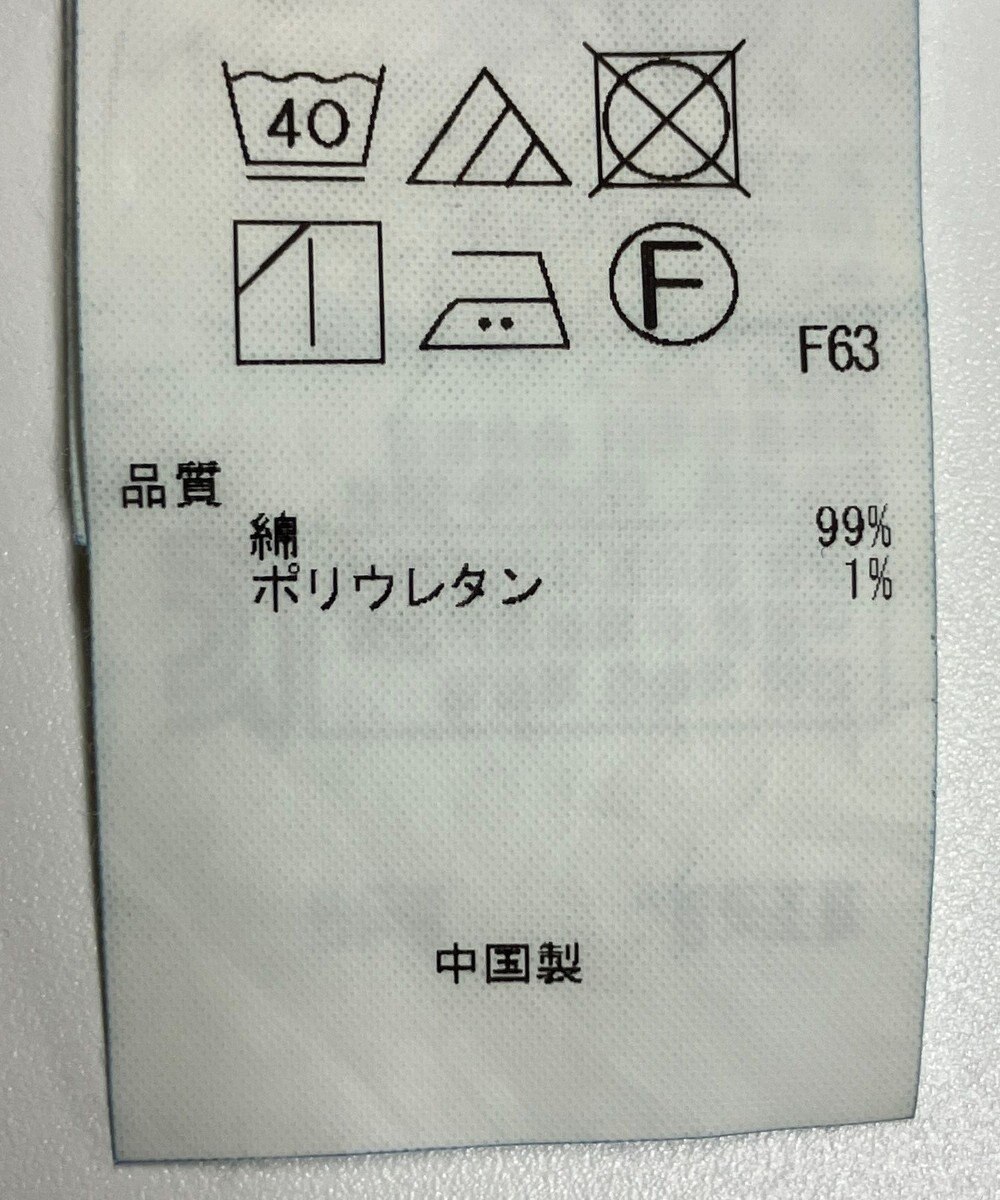 40
F
F63
品質
綿 99%
ポリウレタン 1%
中国製